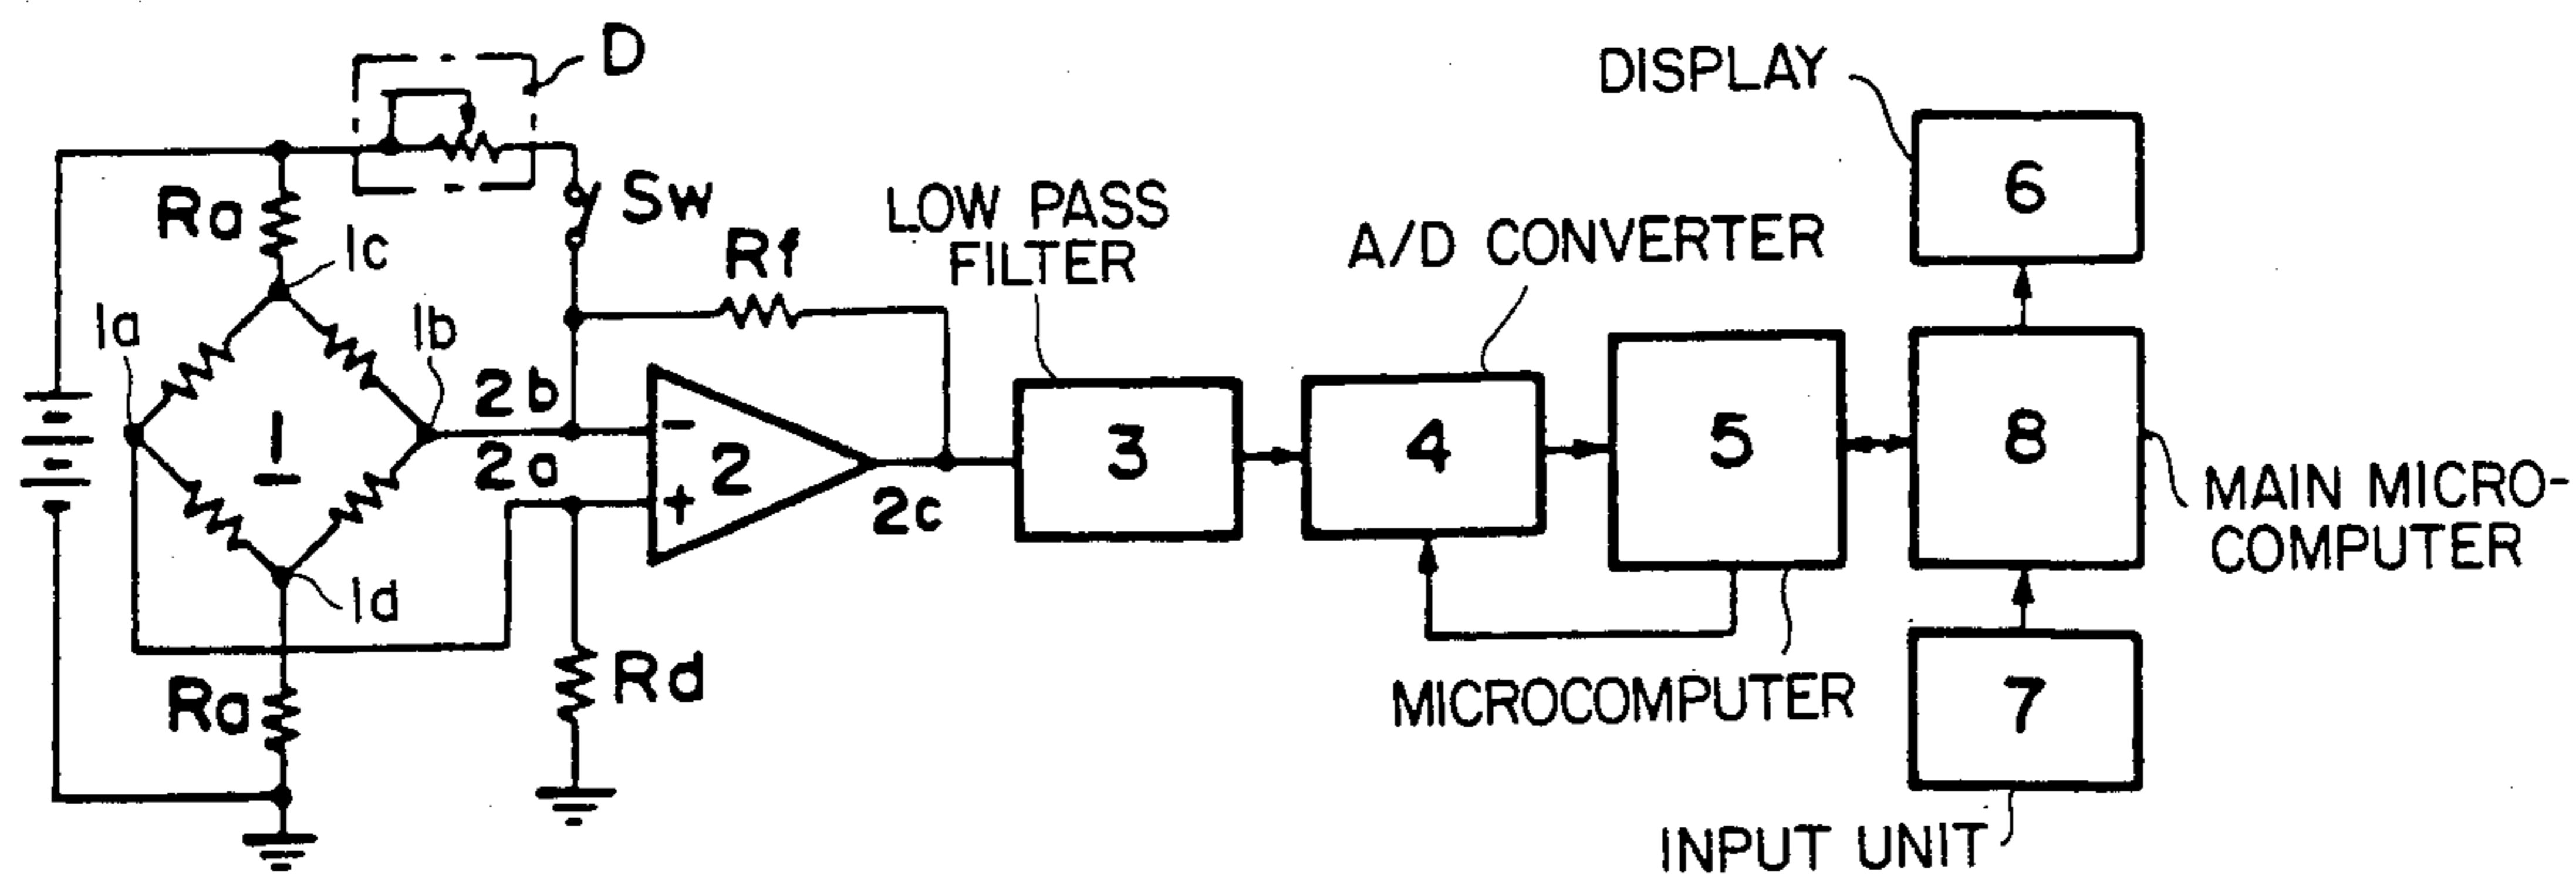 D
DISPLAY
6
Ra
Sw
1c
LOW PASS
FILTER
Rf
A/D CONVERTER
1a
1b
2b
2a
1
-
+
2
2c
3
4
5
8
MAIN MICRO-
COMPUTER
1d
Ra
Rd
MICROCOMPUTER
7
INPUT UNIT